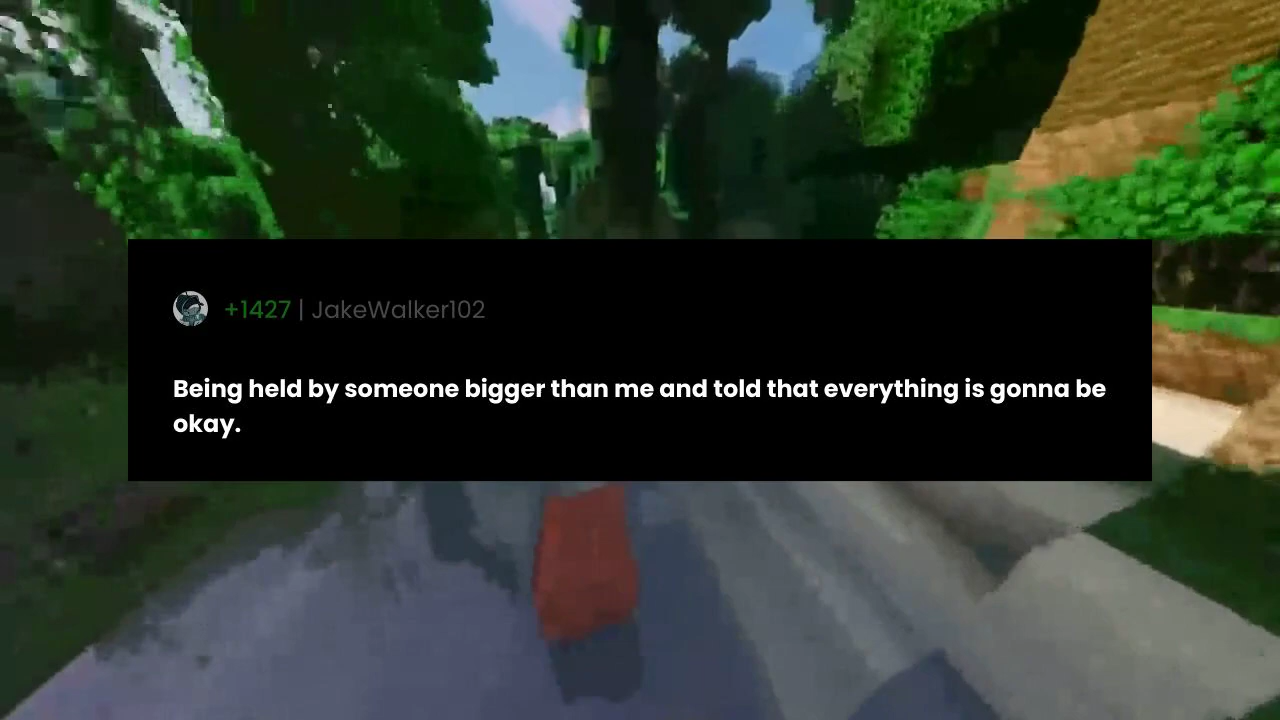 +1427 | JakeWalker102
Being held by someone bigger than me and told that everything is gonna be
okay.